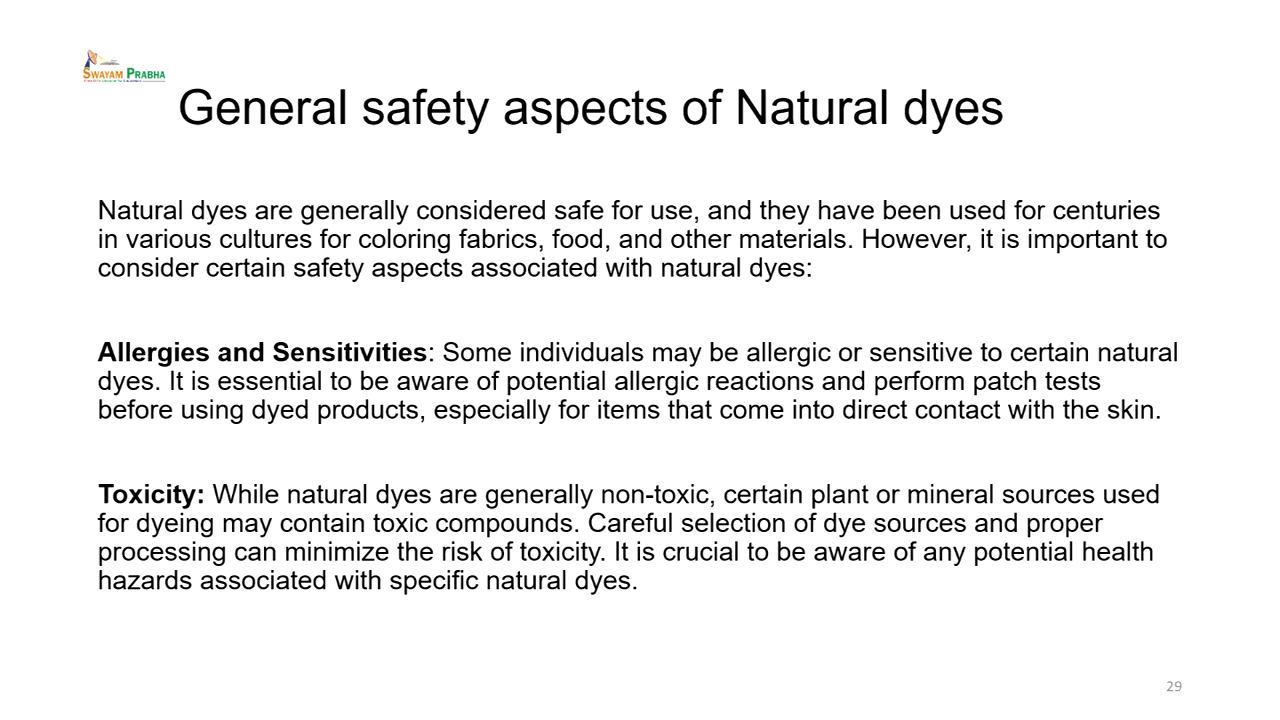 SWAYAM PRABHA
General safety aspects of Natural dyes
Natural dyes are generally considered safe for use, and they have been used for centuries
in various cultures for coloring fabrics, food, and other materials. However, it is important to
consider certain safety aspects associated with natural dyes:
Allergies and Sensitivities: Some individuals may be allergic or sensitive to certain natural
dyes. It is essential to be aware of potential allergic reactions and perform patch tests
before using dyed products, especially for items that come into direct contact with the skin.
Toxicity: While natural dyes are generally non-toxic, certain plant or mineral sources used
for dyeing may contain toxic compounds. Careful selection of dye sources and proper
processing can minimize the risk of toxicity. It is crucial to be aware of any potential health
hazards associated with specific natural dyes.
29